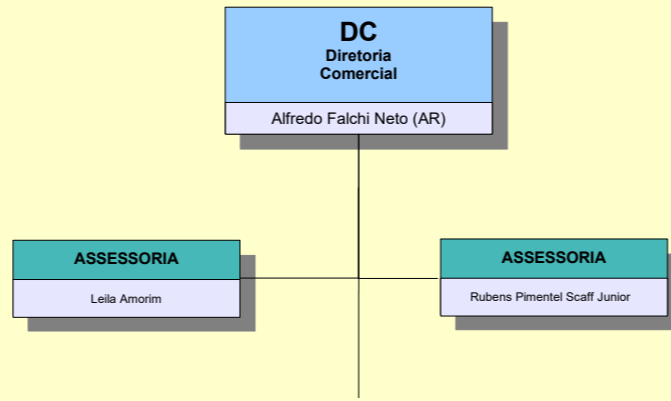 DC
Diretoria
Comercial
Alfredo Falchi Neto (AR)
ASSESSORIA
Leila Amorim
ASSESSORIA
Rubens Pimentel Scaff Junior